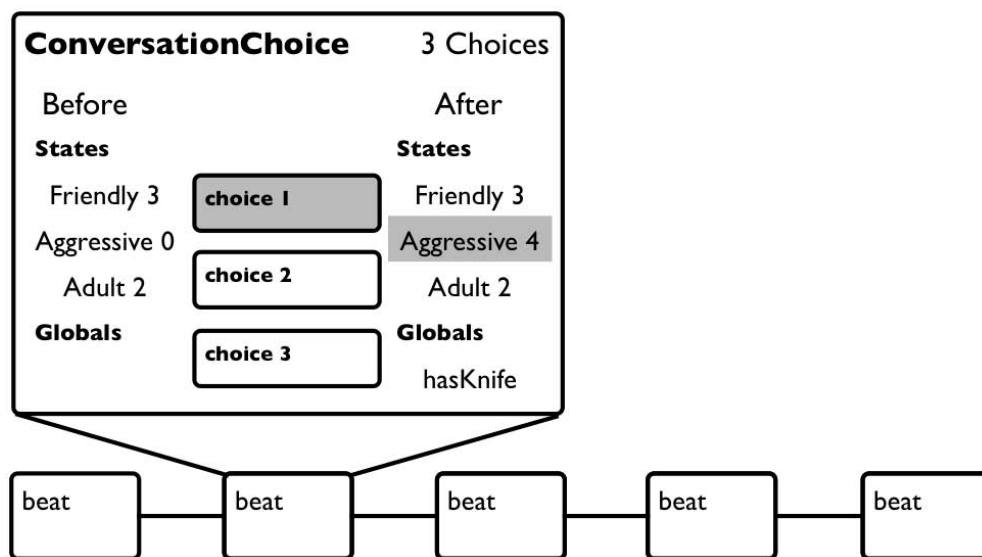 ConversationChoice 3 Choices
Before After
States States
Friendly 3 choice 1 Friendly 3
Aggressive 0 Aggressive 4
choice 2
Adult 2 Adult 2
Globals Globals
choice 3
hasKnife
beat beat beat beat beat